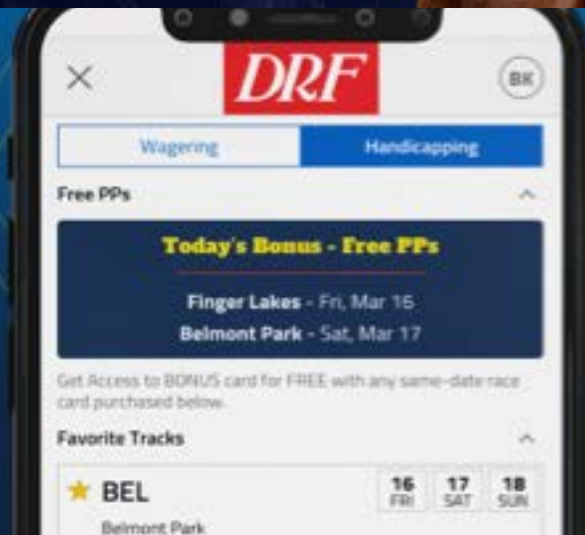 DRF
BK
Wagering Handicapping
Free PPs
Today's Bonus - Free PPs
Finger Lakes - Fri, Mar 16
Belmont Park - Sat, Mar 17
Get Access to BONUS card for FREE with any same-date race
card purchased below.
Favorite Tracks
BEL 16 17 18
FRI SAT SUN
Belmont Park